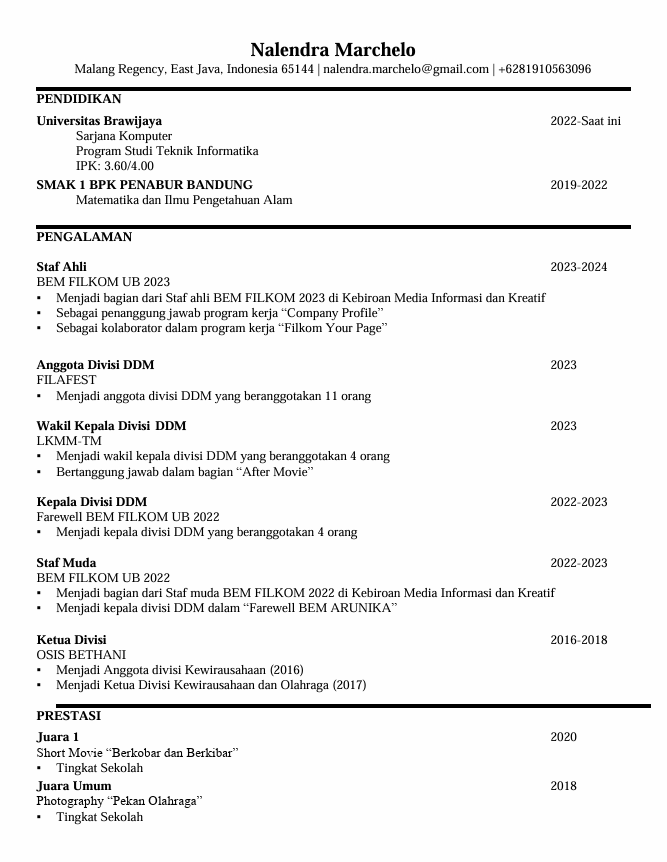 Nalendra Marchelo
Malang Regency, East Java, Indonesia 65144 | nalendra.marchelo@gmail.com | +6281910563096
PENDIDIKAN
Universitas Brawijaya 2022-Saat ini
Sarjana Komputer
Program Studi Teknik Informatika
IPK: 3.60/4.00
SMAK 1 BPK PENABUR BANDUNG 2019-2022
Matematika dan Ilmu Pengetahuan Alam
PENGALAMAN
Staf Ahli 2023-2024
BEM FILKOM UB 2023
▪ Menjadi bagian dari Staf ahli BEM FILKOM 2023 di Kebiroan Media Informasi dan Kreatif
▪ Sebagai penanggung jawab program kerja “Company Profile”
▪ Sebagai kolaborator dalam program kerja “Filkom Your Page”
Anggota Divisi DDM 2023
FILAFEST
▪ Menjadi anggota divisi DDM yang beranggotakan 11 orang
Wakil Kepala Divisi DDM 2023
LKMM-TM
▪ Menjadi wakil kepala divisi DDM yang beranggotakan 4 orang
▪ Bertanggung jawab dalam bagian “After Movie”
Kepala Divisi DDM 2022-2023
Farewell BEM FILKOM UB 2022
▪ Menjadi kepala divisi DDM yang beranggotakan 4 orang
Staf Muda 2022-2023
BEM FILKOM UB 2022
▪ Menjadi bagian dari Staf muda BEM FILKOM 2022 di Kebiroan Media Informasi dan Kreatif
▪ Menjadi kepala divisi DDM dalam “Farewell BEM ARUNIKA”
Ketua Divisi 2016-2018
OSIS BETHANI
▪ Menjadi Anggota divisi Kewirausahaan (2016)
▪ Menjadi Ketua Divisi Kewirausahaan dan Olahraga (2017)
PRESTASI
Juara 1 2020
Short Movie “Berkobar dan Berkibar”
▪ Tingkat Sekolah
Juara Umum 2018
Photography “Pekan Olahraga”
▪ Tingkat Sekolah